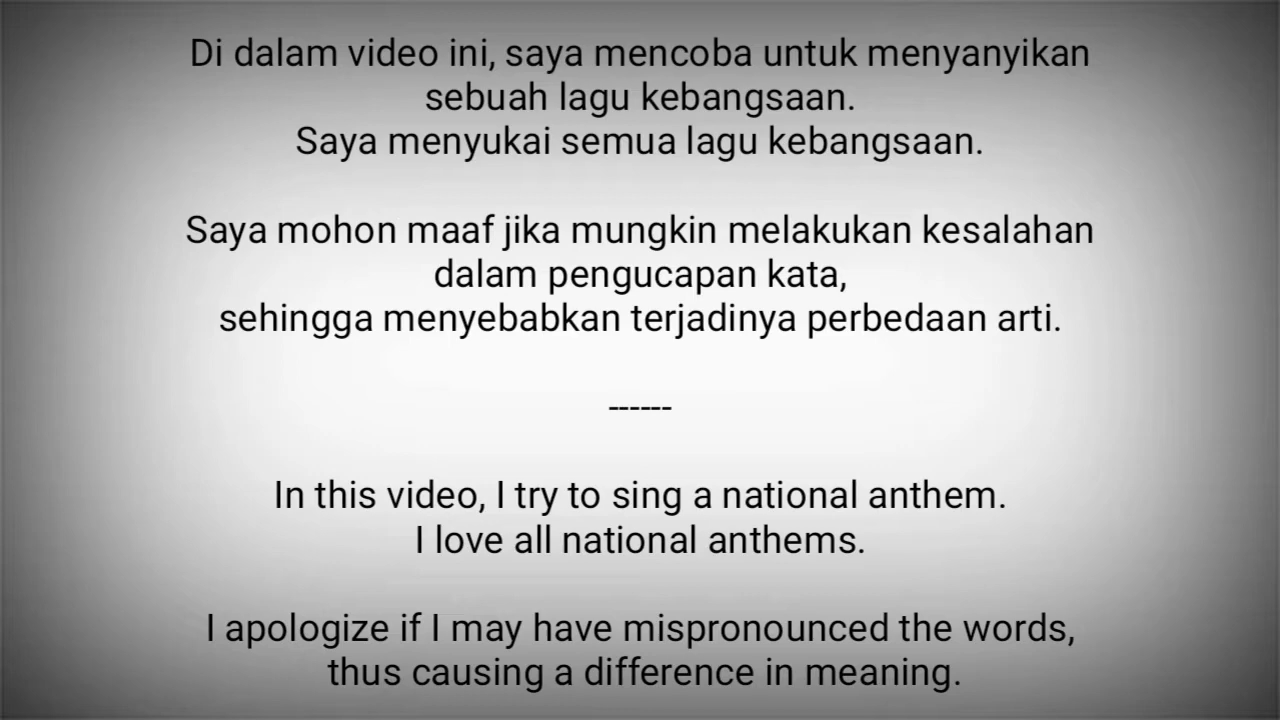 Di dalam video ini, saya mencoba untuk menyanyikan
sebuah lagu kebangsaan.
Saya menyukai semua lagu kebangsaan.
Saya mohon maaf jika mungkin melakukan kesalahan
dalam pengucapan kata,
sehingga menyebabkan terjadinya perbedaan arti.
------
In this video, I try to sing a national anthem.
I love all national anthems.
I apologize if I may have mispronounced the words,
thus causing a difference in meaning.